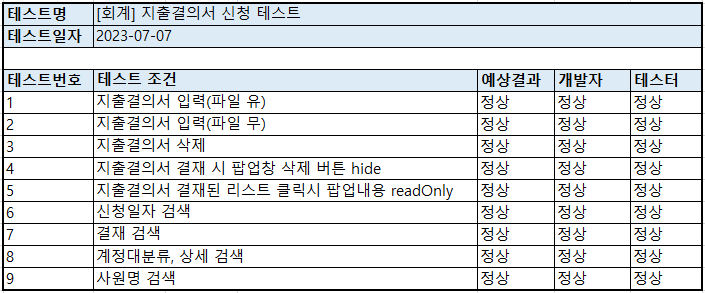 테스트명 [회계] 지출결의서 신청 테스트
테스트일자 2023-07-07
테스트번호 테스트 조건 예상결과 개발자 테스터
1 지출결의서 입력(파일 유) 정상 정상 정상
2 지출결의서 입력(파일 무) 정상 정상 정상
3 지출결의서 삭제 정상 정상 정상
4 지출결의서 결재 시 팝업창 삭제 버튼 hide 정상 정상 정상
5 지출결의서 결재된 리스트 클릭시 팝업내용 readOnly 정상 정상 정상
6 신청일자 검색 정상 정상 정상
7 결재 검색 정상 정상 정상
8 계정대분류, 상세 검색 정상 정상 정상
9 사원명 검색 정상 정상 정상